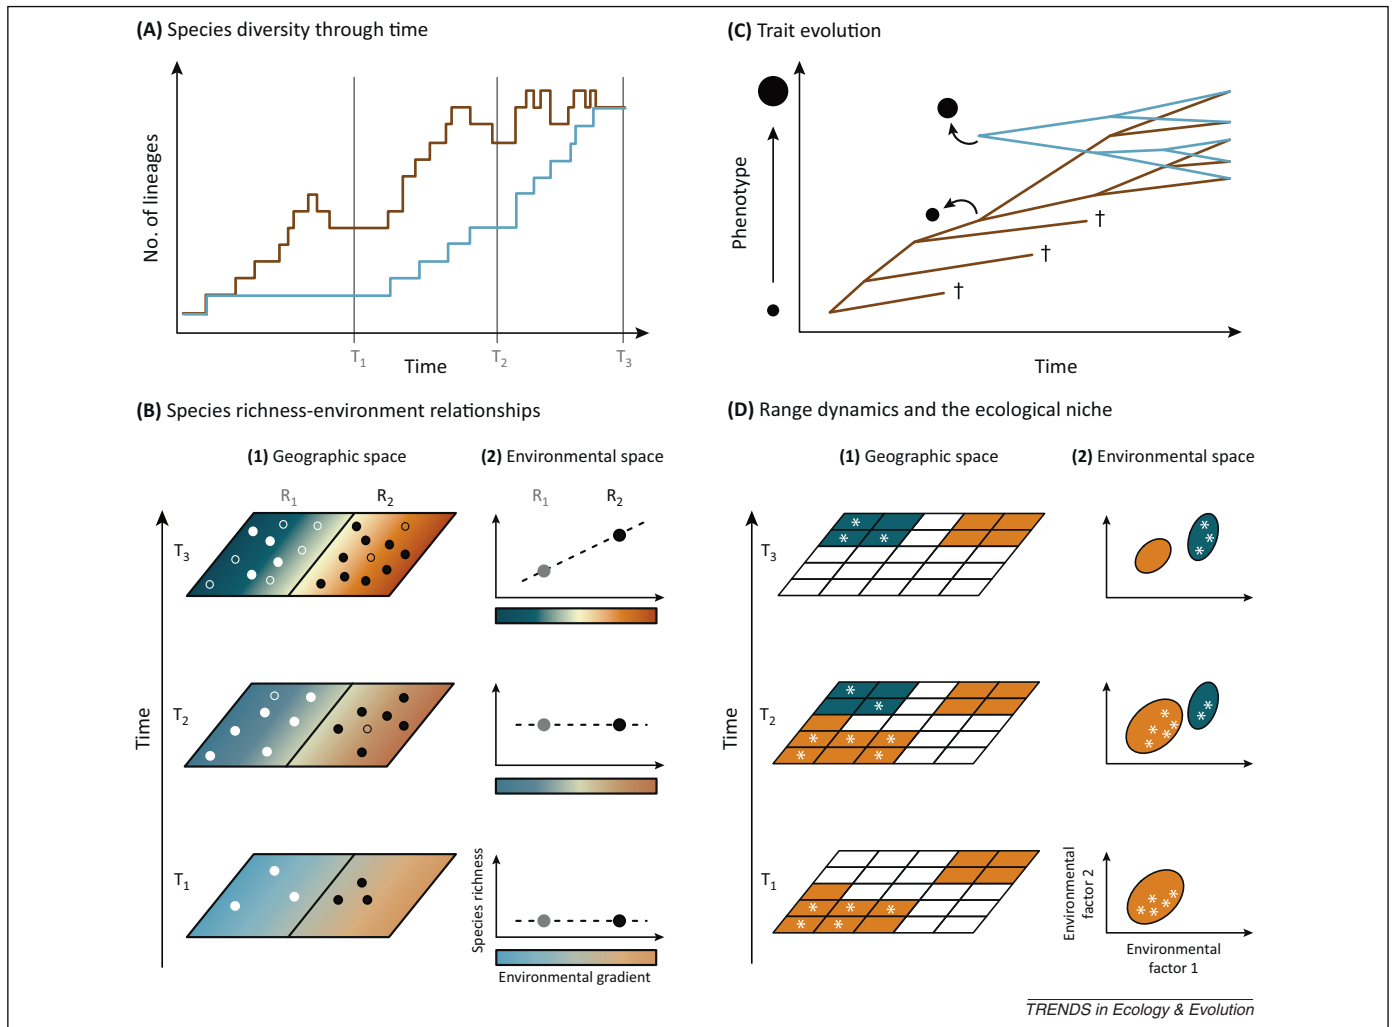 (A) Species diversity through time
No. of lineages
T1
T2
T3
Time
(B) Species richness-environment relationships
(1) Geographic space
(2) Environmental space
R1
R2
R1
R2
T3
T2
T1
Time
Species richness
Environmental gradient
(C) Trait evolution
Phenotype
†
†
†
Time
(D) Range dynamics and the ecological niche
(1) Geographic space
(2) Environmental space
T3
* * *
* * *
T2
* *
* * * * *
* *
* * * * *
T1
* * * * *
* * * * *
Time
Environmental
factor 2
Environmental
factor 1
TRENDS in Ecology & Evolution